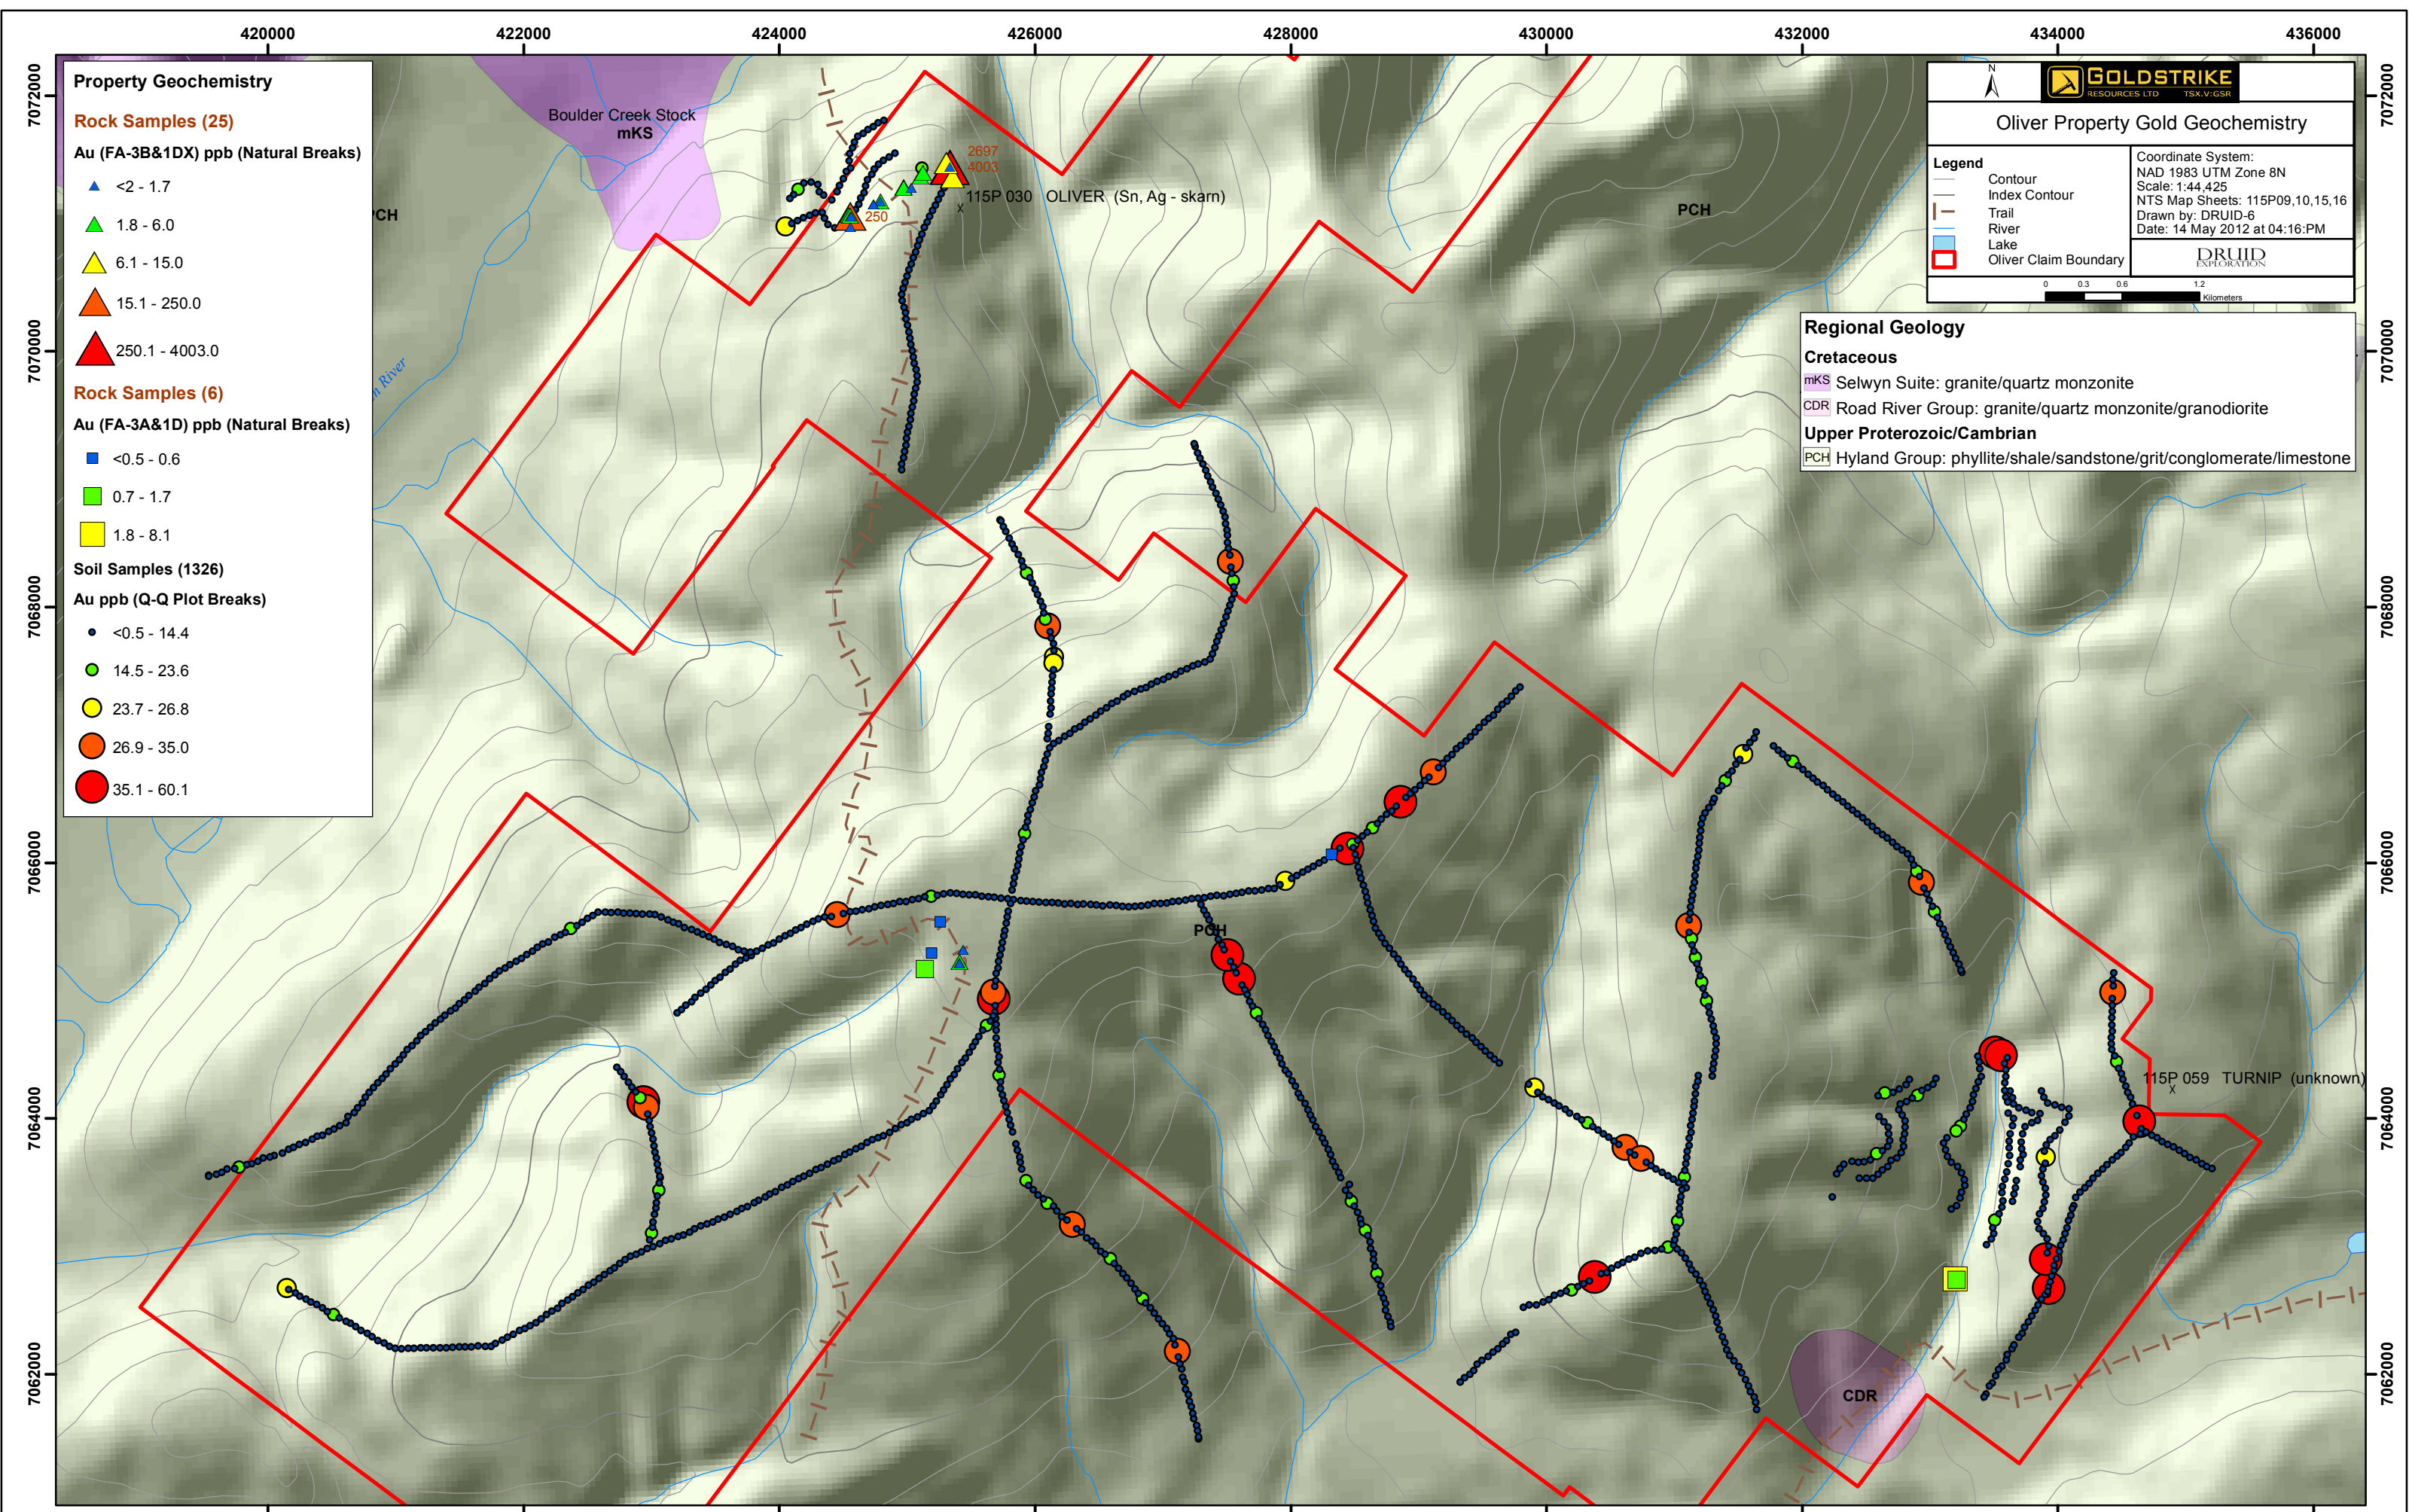 420000
422000
424000
426000
428000
430000
432000
434000
436000
7072000
7070000
7068000
7066000
7064000
7062000
7072000
7070000
7068000
7066000
7064000
7062000
Property Geochemistry
Rock Samples (25)
Au (FA-3B&1DX) ppb (Natural Breaks)
<2 - 1.7
1.8 - 6.0
6.1 - 15.0
15.1 - 250.0
250.1 - 4003.0
Rock Samples (6)
Au (FA-3A&1D) ppb (Natural Breaks)
<0.5 - 0.6
0.7 - 1.7
1.8 - 8.1
Soil Samples (1326)
Au ppb (Q-Q Plot Breaks)
<0.5 - 14.4
14.5 - 23.6
23.7 - 26.8
26.9 - 35.0
35.1 - 60.1
Boulder Creek Stock
mKS
PCH
River
2697
4003
250
115P 030 OLIVER (Sn, Ag - skarn)
x
PCH
PCH
115P 059 TURNIP (unknown)
x
CDR
N
GOLDSTRIKE
RESOURCES LTD TSX.V:GSR
Oliver Property Gold Geochemistry
Legend
Contour
Index Contour
Trail
River
Lake
Oliver Claim Boundary
Coordinate System:
NAD 1983 UTM Zone 8N
Scale: 1:44,425
NTS Map Sheets: 115P09,10,15,16
Drawn by: DRUID-6
Date: 14 May 2012 at 04:16:PM
DRUID
EXPLORATION
0 0.3 0.6 1.2
Kilometers
Regional Geology
Cretaceous
mKS Selwyn Suite: granite/quartz monzonite
CDR Road River Group: granite/quartz monzonite/granodiorite
Upper Proterozoic/Cambrian
PCH Hyland Group: phyllite/shale/sandstone/grit/conglomerate/limestone